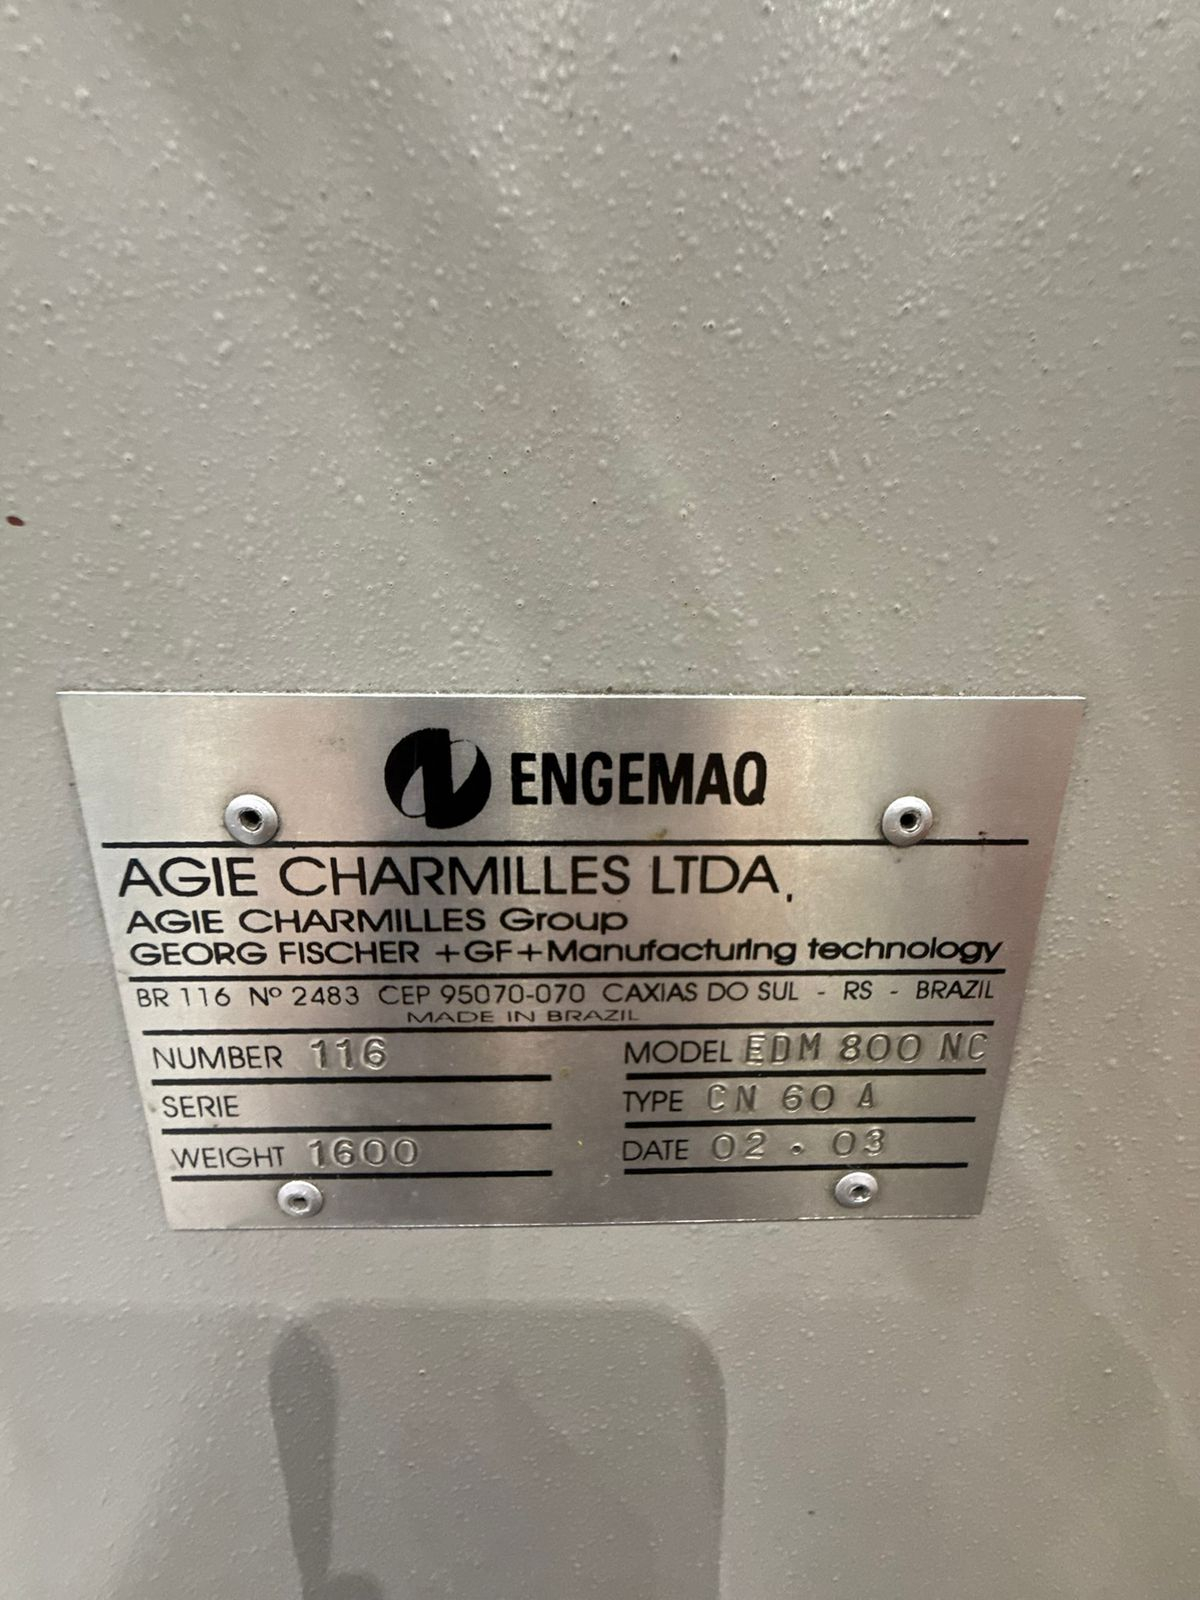 ENGEMAQ
AGIE CHARMILLES LTDA.
AGIE CHARMILLES Group
GEORG FISCHER +GF+Manufacturing technology
BR 116 Nº 2483 CEP 95070-070 CAXIAS DO SUL - RS - BRAZIL
MADE IN BRAZIL
NUMBER 116 MODEL EDM 800 NC
SERIE TYPE CN 60 A
WEIGHT 1600 DATE 02 . 03